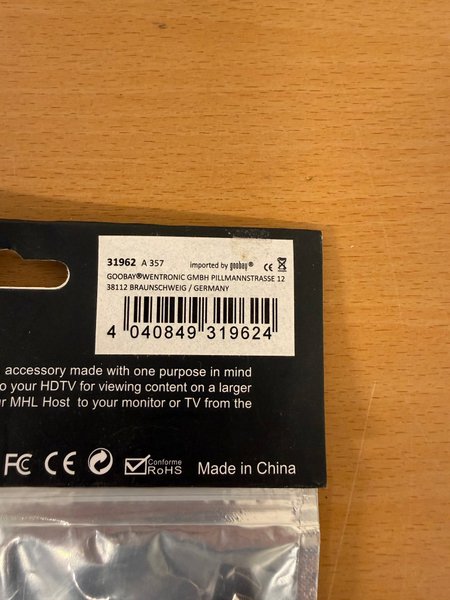 31962 A 357 imported by goobay®
GOOBAY®WENTRONIC GMBH PILLMANNSTRASSE 12
38112 BRAUNSCHWEIG / GERMANY
4 040849 319624
accessory made with one purpose in mind
o your HDTV for viewing content on a larger
r MHL Host to your monitor or TV from the
FC CE Conforme
RoHS Made in China